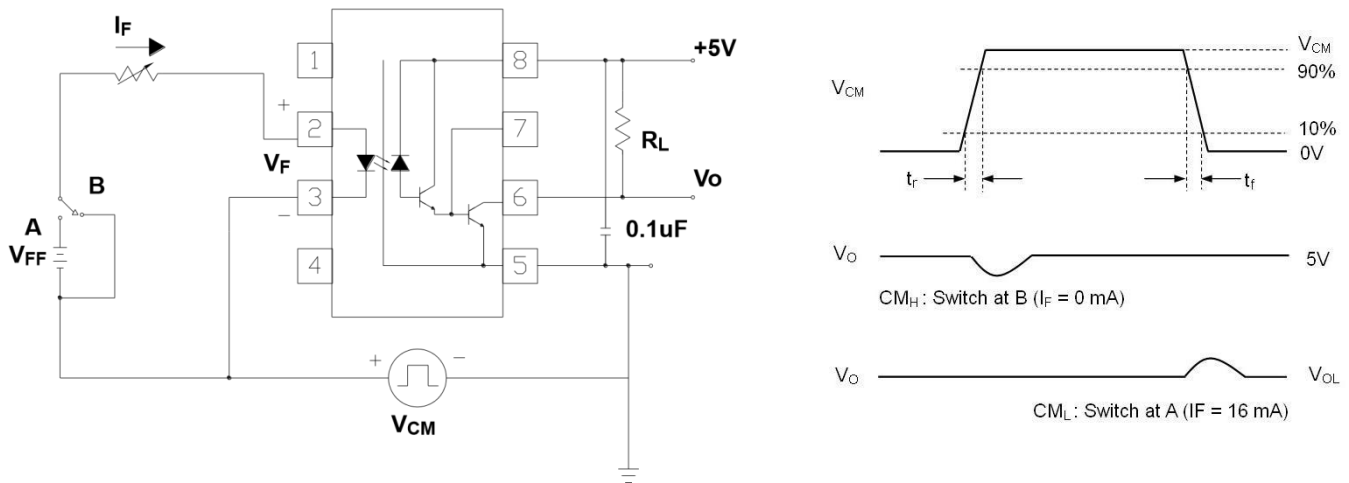 IF
1
8
+5V
+
2
7
RL
VF
B
3
-
6
Vo
A
VFF
0.1uF
4
5
+
-
VCM
VCM
VCM
90%
10%
0V
tr
tf
VO
5V
CMH : Switch at B (IF = 0 mA)
VO
VOL
CML : Switch at A (IF = 16 mA)